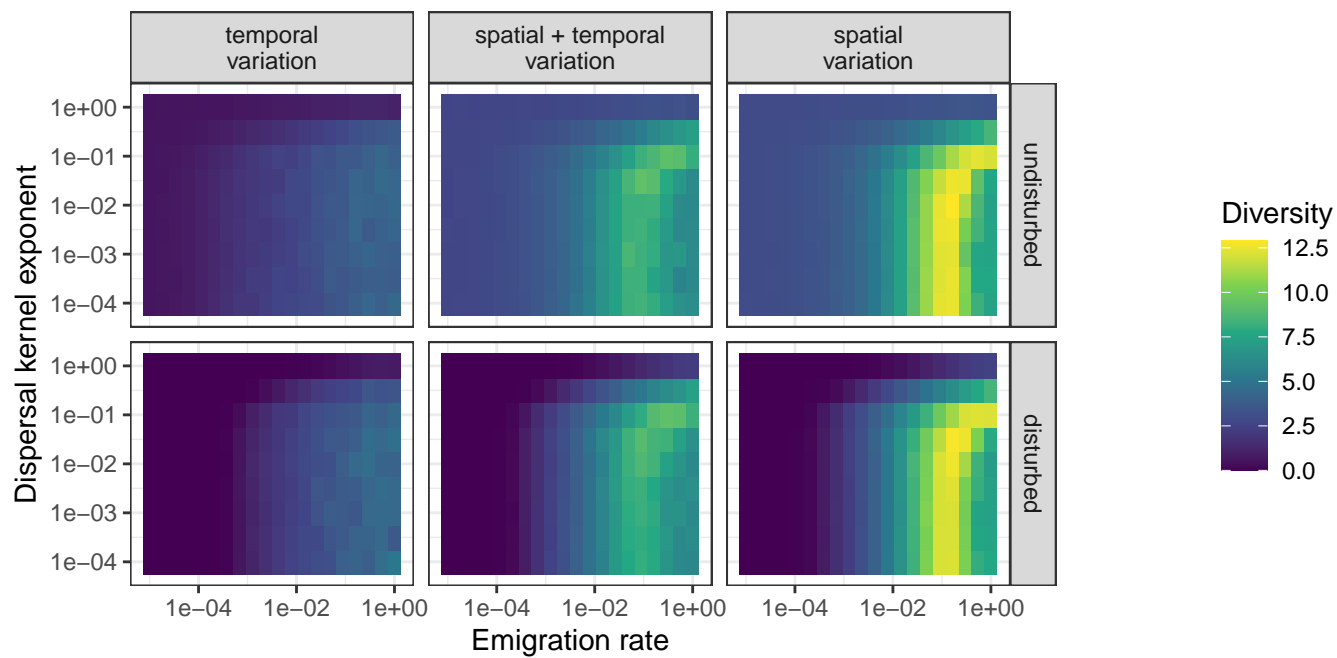 temporal
variation
spatial + temporal
variation
spatial
variation
Dispersal kernel exponent
1e+00
1e−01
1e−02
1e−03
1e−04
undisturbed
1e+00
1e−01
1e−02
1e−03
1e−04
disturbed
1e−04 1e−02 1e+00 1e−04 1e−02 1e+00 1e−04 1e−02 1e+00
Emigration rate
Diversity
12.5
10.0
7.5
5.0
2.5
0.0